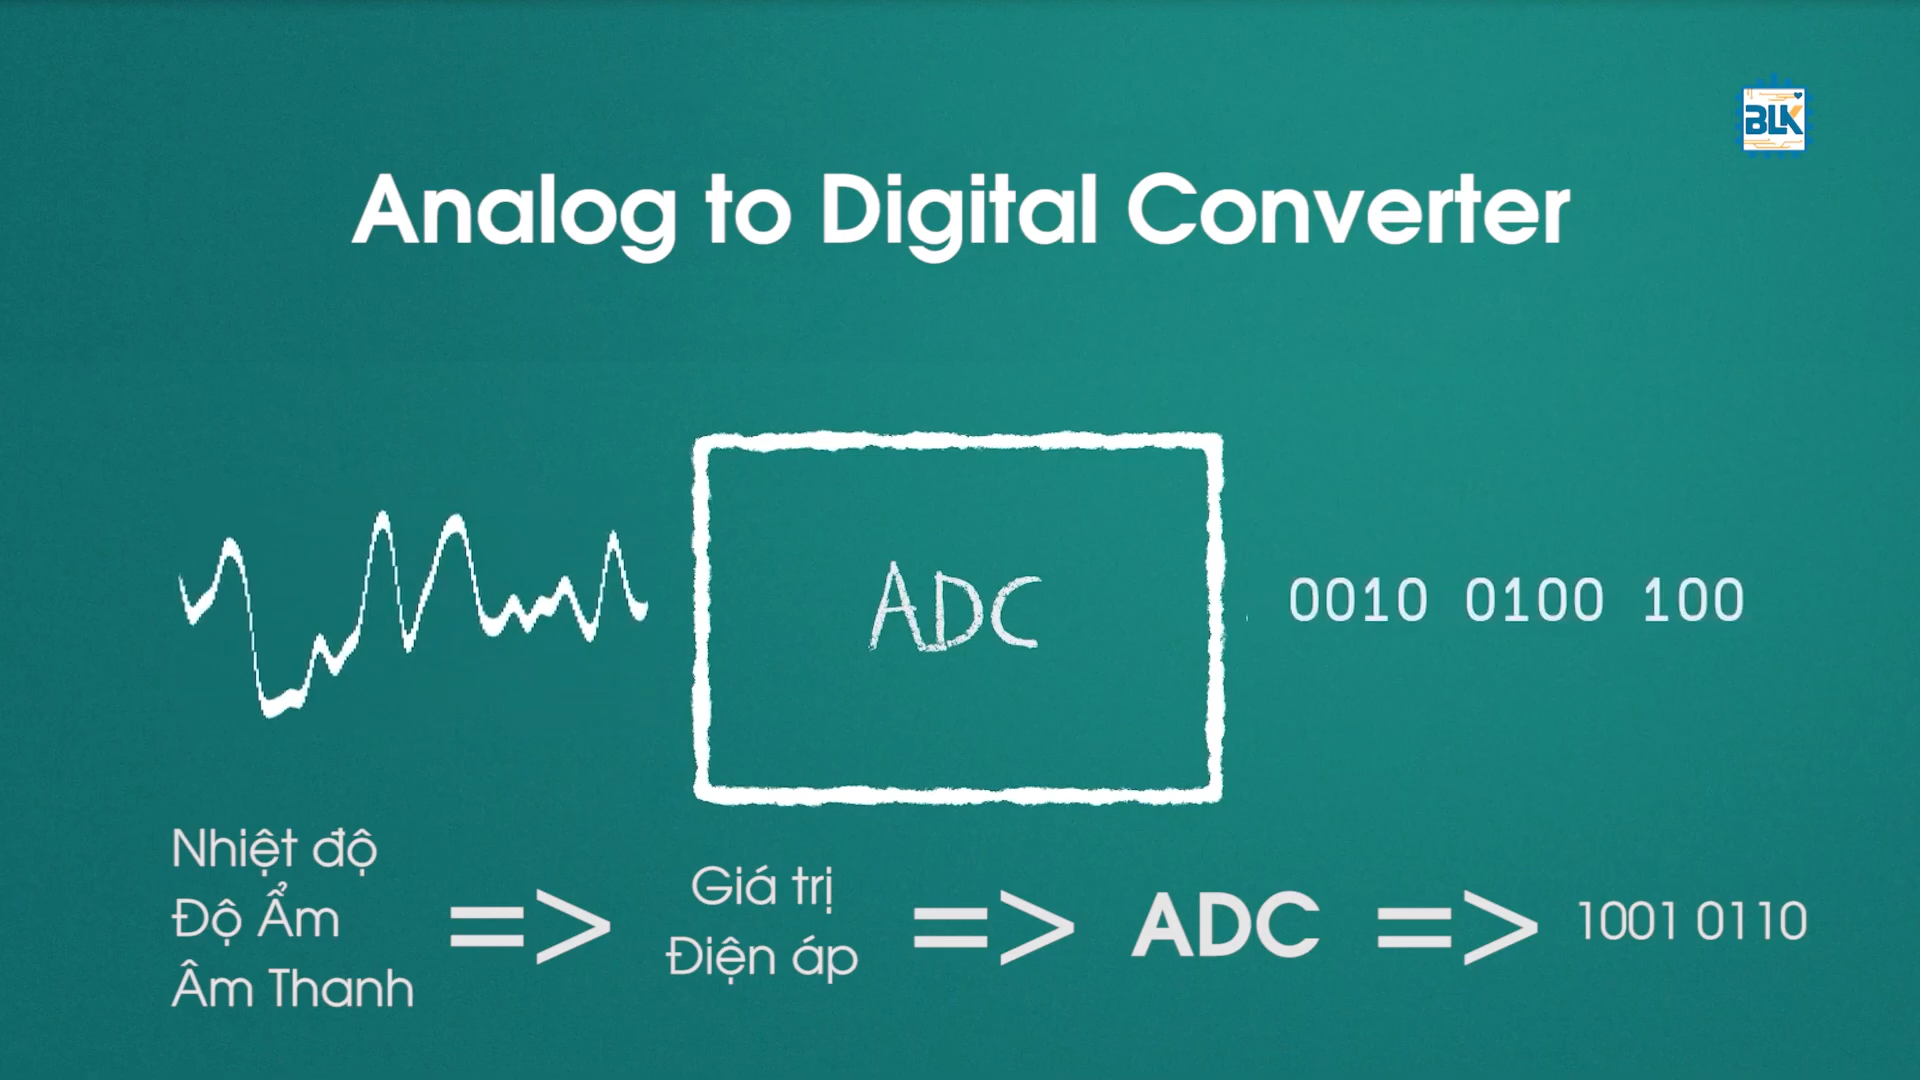 BLK
Analog to Digital Converter
ADC
0010 0100 100
Nhiệt độ
Độ Ẩm
Âm Thanh
=>
Giá trị
Điện áp
=>
ADC
=>
1001 0110